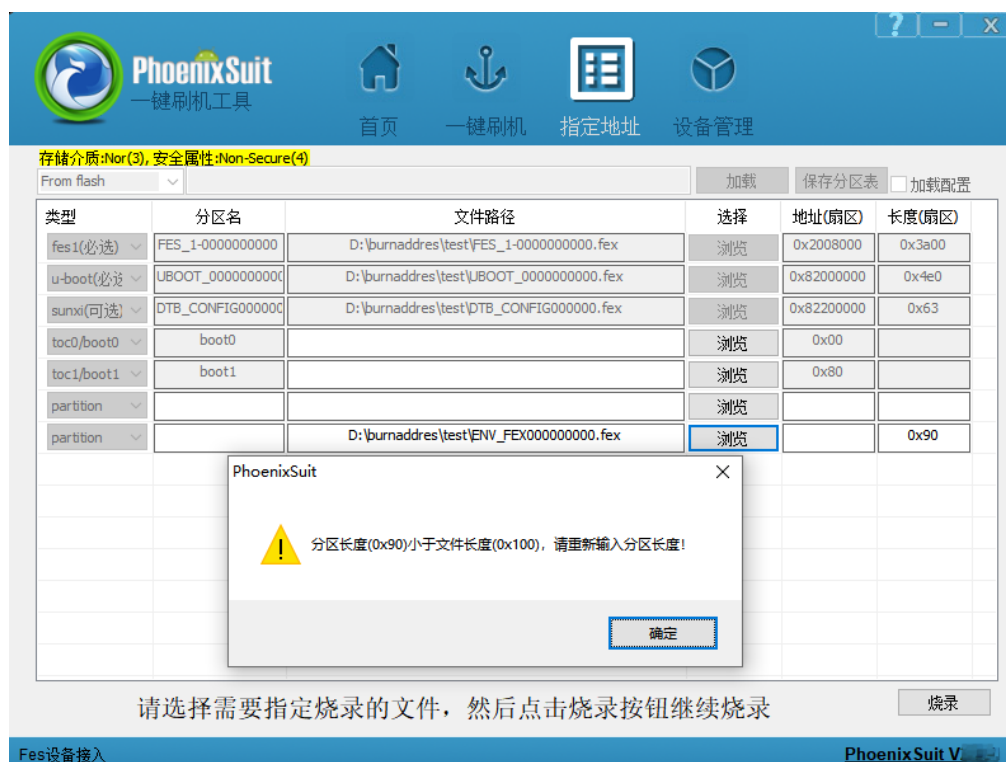 ? - X
PhoenixSuit
一键刷机工具
首页 一键刷机 指定地址 设备管理
存储介质:Nor(3), 安全属性:Non-Secure(4)
From flash 加载 保存分区表 加载配置
类型 分区名 文件路径 选择 地址(扇区) 长度(扇区)
fes1(必选) FES_1-0000000000 D:\burnaddres\test\FES_1-0000000000.fex 浏览 0x2008000 0x3a00
u-boot(必选 UBOOT_0000000000 D:\burnaddres\test\UBOOT_0000000000.fex 浏览 0x82000000 0x4e0
sunxi(可选) DTB_CONFIG000000 D:\burnaddres\test\DTB_CONFIG000000.fex 浏览 0x82200000 0x63
toc0/boot0 boot0 浏览 0x00
toc1/boot1 boot1 浏览 0x80
partition 浏览
partition D:\burnaddres\test\ENV_FEX000000000.fex 浏览 0x90
PhoenixSuit
分区长度(0x90)小于文件长度(0x100)，请重新输入分区长度!
确定
请选择需要指定烧录的文件，然后点击烧录按钮继续烧录
烧录
Fes设备接入 PhoenixSuit V